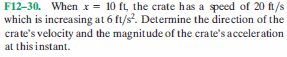 F12–30. When x = 10 ft, the crate has a speed of 20 ft/s
which is increasing at 6 ft/s². Determine the direction of the
crate's velocity and the magnitude of the crate's acceleration
at this instant.